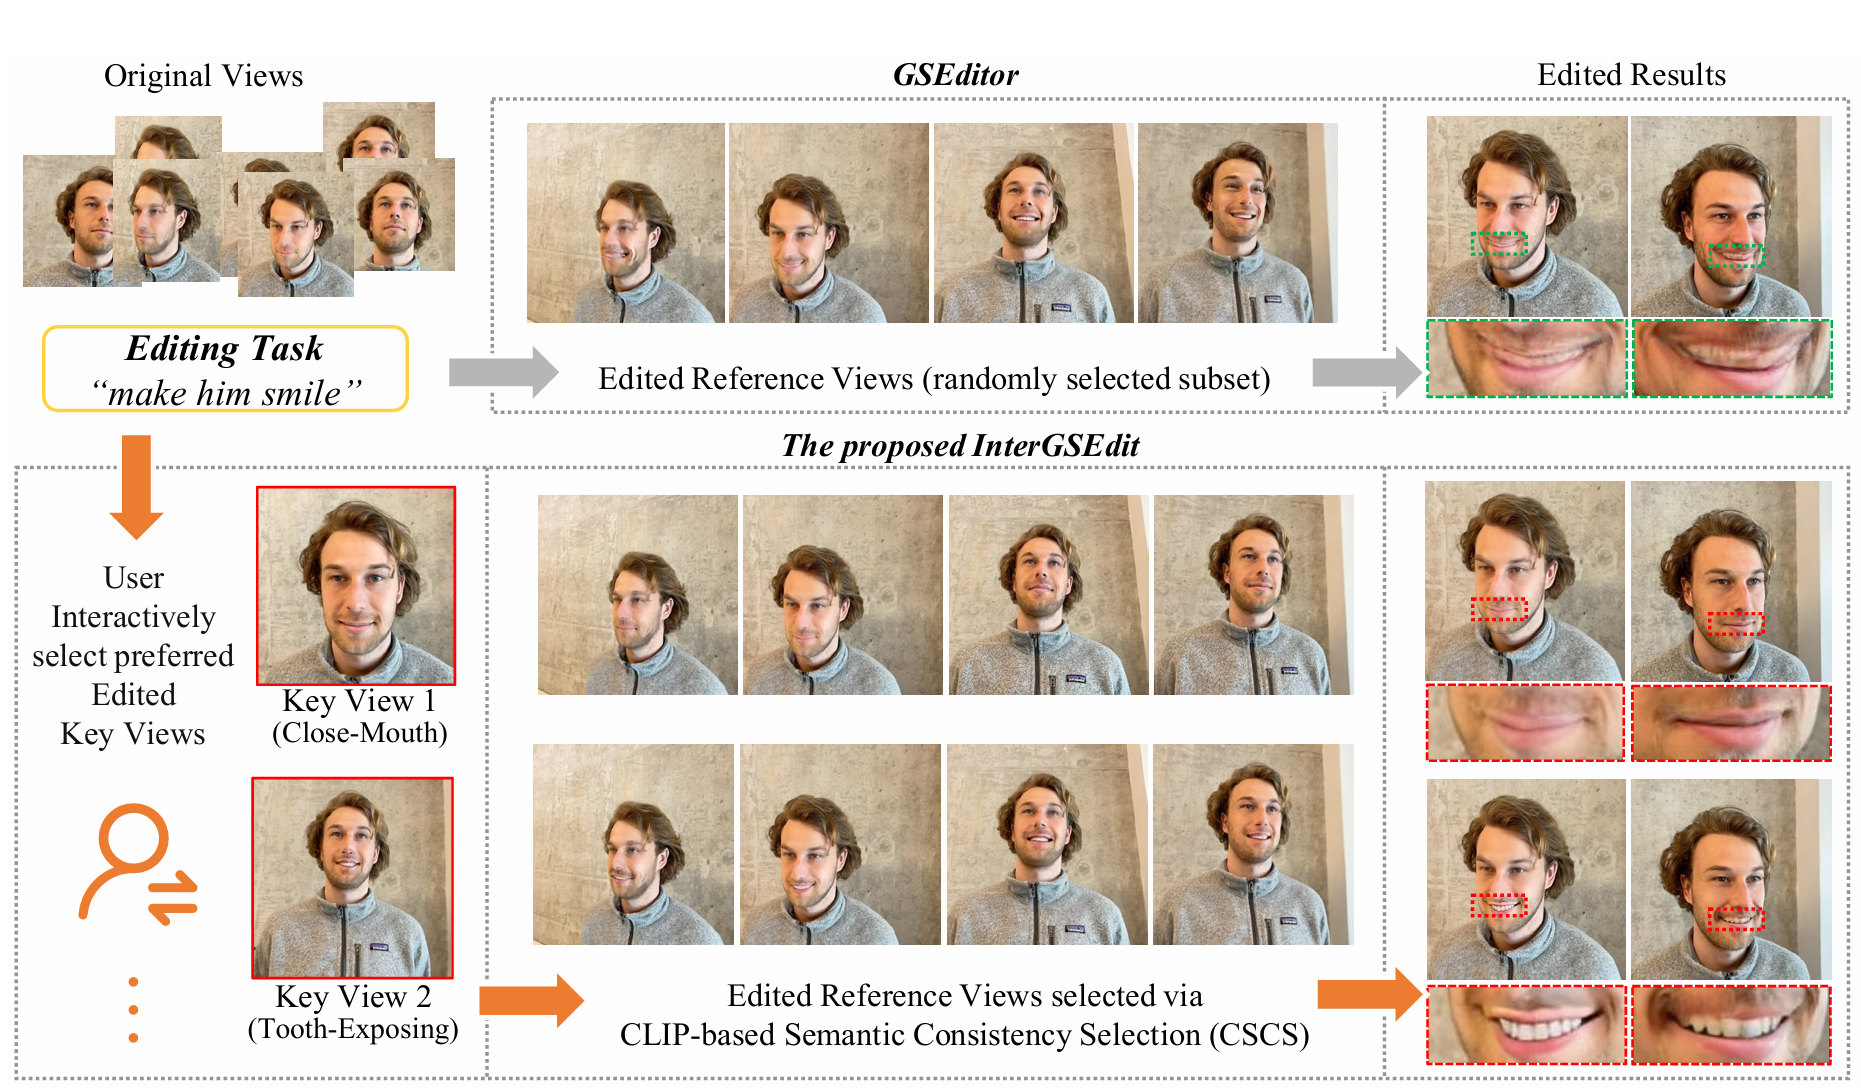 Original Views
GSEditor
Edited Results
Editing Task
“make him smile”
Edited Reference Views (randomly selected subset)
The proposed InterGSEdit
User
Interactively
select preferred
Edited
Key Views
Key View 1
(Close-Mouth)
Key View 2
(Tooth-Exposing)
Edited Reference Views selected via
CLIP-based Semantic Consistency Selection (CSCS)